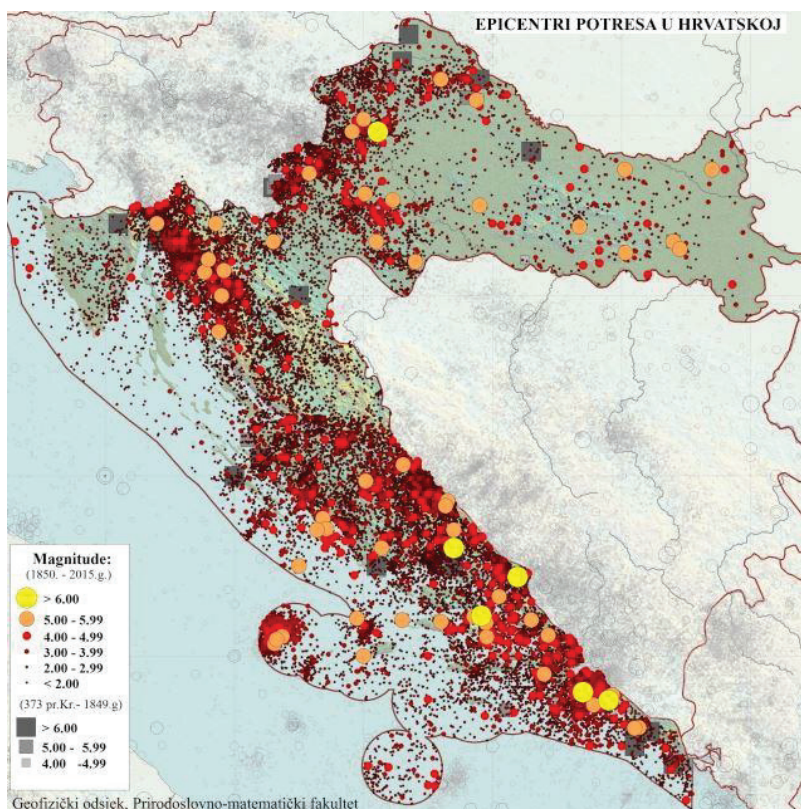 EPICENTRI POTRESA U HRVATSKOJ
Magnitude:
(1850. - 2015.g.)
> 6.00
5.00 - 5.99
4.00 - 4.99
3.00 - 3.99
2.00 - 2.99
< 2.00
(373 pr.Kr.- 1849.g)
> 6.00
5.00 - 5.99
4.00 -4.99
Geofizički odsjek, Prirodoslovno-matematički fakultet